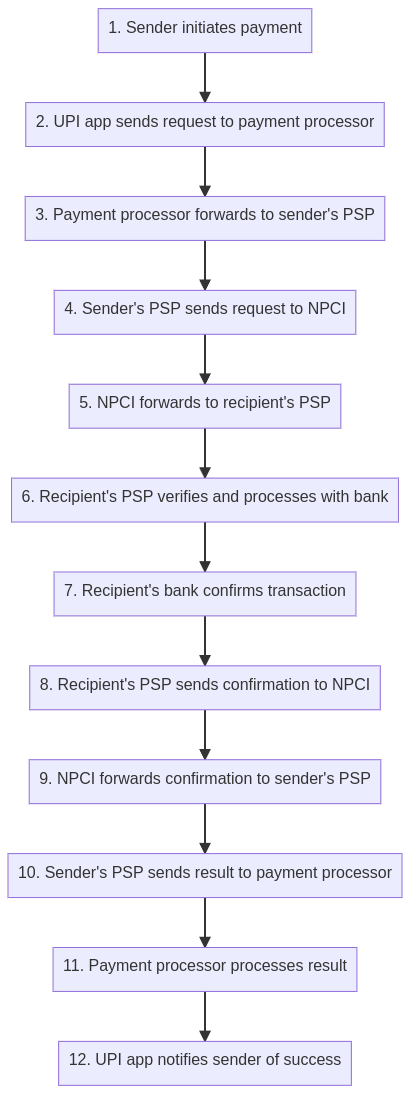 1. Sender initiates payment
2. UPI app sends request to payment processor
3. Payment processor forwards to sender's PSP
4. Sender's PSP sends request to NPCI
5. NPCI forwards to recipient's PSP
6. Recipient's PSP verifies and processes with bank
7. Recipient's bank confirms transaction
8. Recipient's PSP sends confirmation to NPCI
9. NPCI forwards confirmation to sender's PSP
10. Sender's PSP sends result to payment processor
11. Payment processor processes result
12. UPI app notifies sender of success